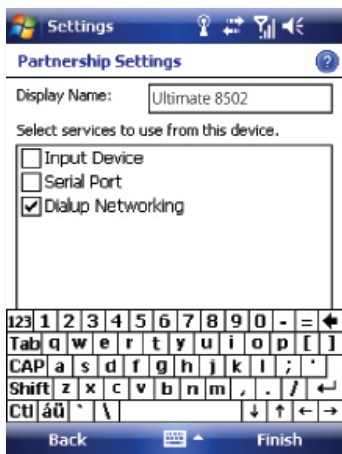 Settings
Partnership Settings
Display Name: Ultimate 8502
Select services to use from this device.
Input Device
Serial Port
Dialup Networking
123 1 2 3 4 5 6 7 8 9 0 - =
Tab q w e r t y u i o p [ ]
CAP a s d f g h j k l ; '
Shift z x c v b n m , . /
Ctl áü ` \
Back Finish